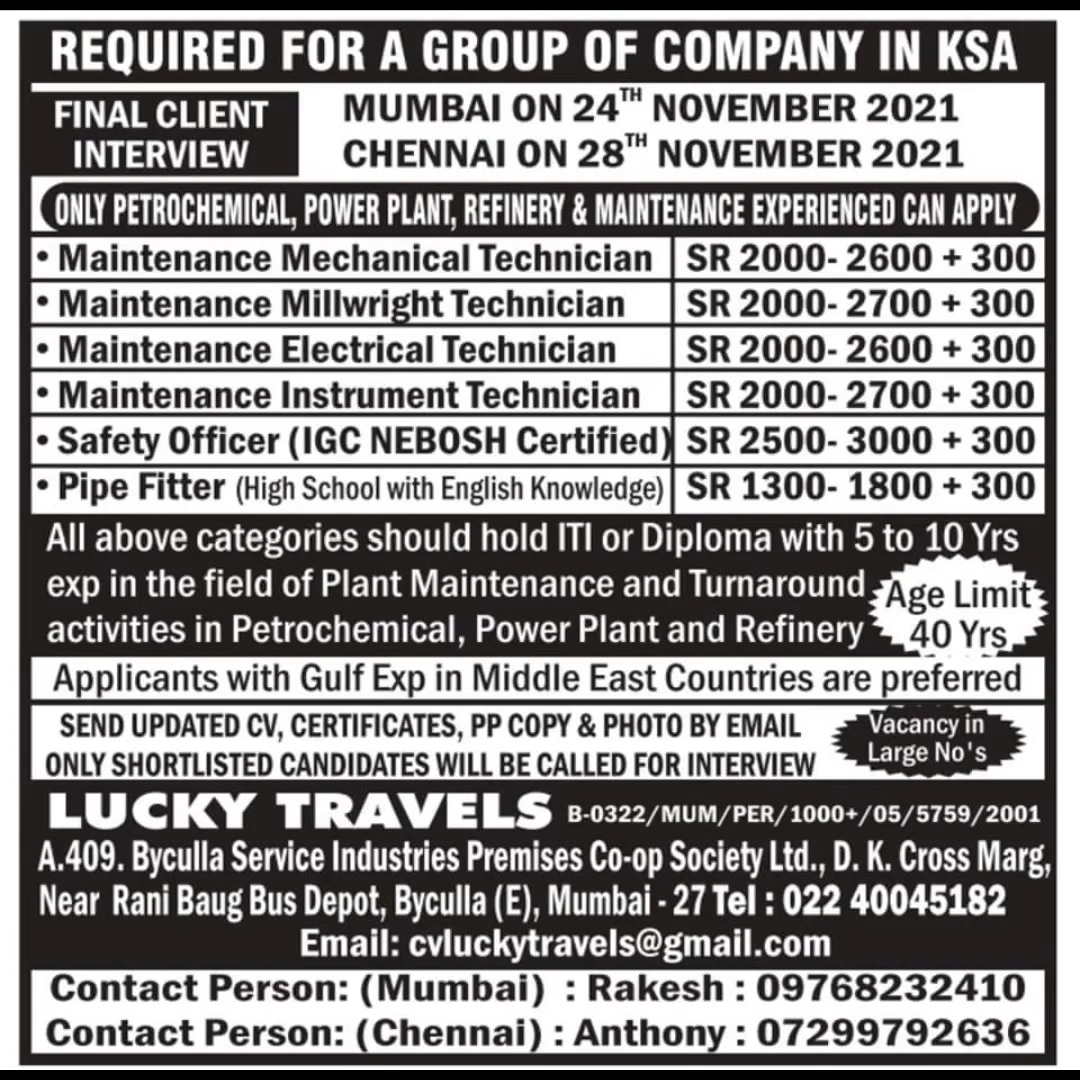 REQUIRED FOR A GROUP OF COMPANY IN KSA
FINAL CLIENT
INTERVIEW
MUMBAI ON 24TH NOVEMBER 2021
CHENNAI ON 28TH NOVEMBER 2021
ONLY PETROCHEMICAL, POWER PLANT, REFINERY & MAINTENANCE EXPERIENCED CAN APPLY
• Maintenance Mechanical Technician SR 2000- 2600 + 300
• Maintenance Millwright Technician SR 2000- 2700 + 300
• Maintenance Electrical Technician SR 2000- 2600 + 300
• Maintenance Instrument Technician SR 2000- 2700 + 300
• Safety Officer (IGC NEBOSH Certified) SR 2500- 3000 + 300
• Pipe Fitter (High School with English Knowledge) SR 1300- 1800 + 300
All above categories should hold ITI or Diploma with 5 to 10 Yrs
exp in the field of Plant Maintenance and Turnaround
activities in Petrochemical, Power Plant and Refinery
Age Limit
40 Yrs
Applicants with Gulf Exp in Middle East Countries are preferred
SEND UPDATED CV, CERTIFICATES, PP COPY & PHOTO BY EMAIL
ONLY SHORTLISTED CANDIDATES WILL BE CALLED FOR INTERVIEW
Vacancy in
Large No's
LUCKY TRAVELS B-0322/MUM/PER/1000+/05/5759/2001
A.409. Byculla Service Industries Premises Co-op Society Ltd., D. K. Cross Marg,
Near Rani Baug Bus Depot, Byculla (E), Mumbai - 27 Tel : 022 40045182
Email: cvluckytravels@gmail.com
Contact Person: (Mumbai) : Rakesh : 09768232410
Contact Person: (Chennai) : Anthony : 07299792636